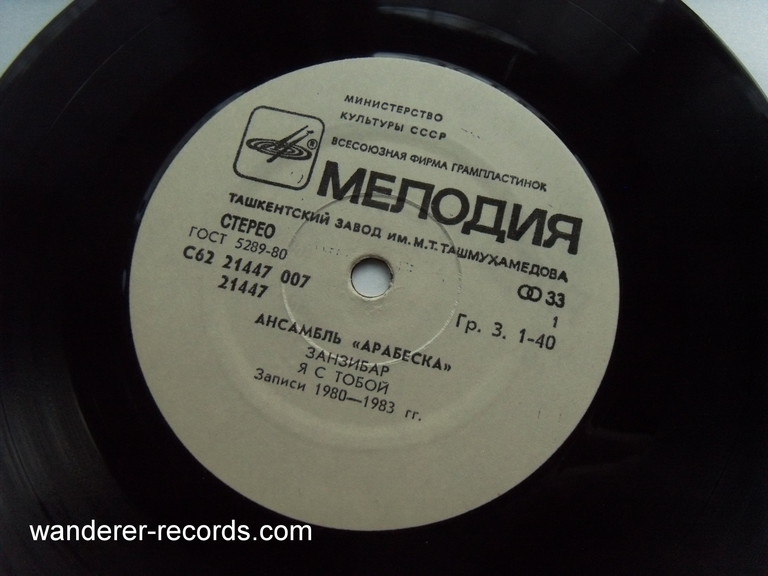 МИНИСТЕРСТВО
КУЛЬТУРЫ СССР
ВСЕСОЮЗНАЯ ФИРМА ГРАМПЛАСТИНОК
®
МЕЛОДИЯ
ТАШКЕНТСКИЙ ЗАВОД ИМ. М.Т. ТАШМУХАМЕДОВА
СТЕРЕО
ГОСТ 5289-80
33
С62 21447 007
1
21447
Гр. 3. 1-40
АНСАМБЛЬ «АРАБЕСКА»
ЗАНЗИБАР
Я С ТОБОЙ
Записи 1980—1983 гг.
wanderer-records.com